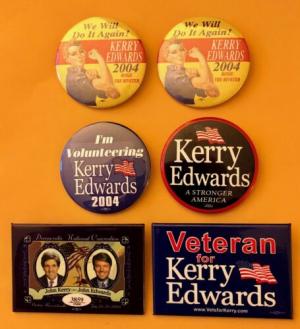 We Will
Do It Again!
KERRY
EDWARDS
2004
We Will
Do It Again!
KERRY
EDWARDS
2004
I'm
Volunteering
Kerry
Edwards
2004
Kerry
Edwards
A STRONGER
AMERICA
Democratic National Convention
John Kerry John Edwards
Veteran
for
Kerry
Edwards
www.VetsforKerry.com